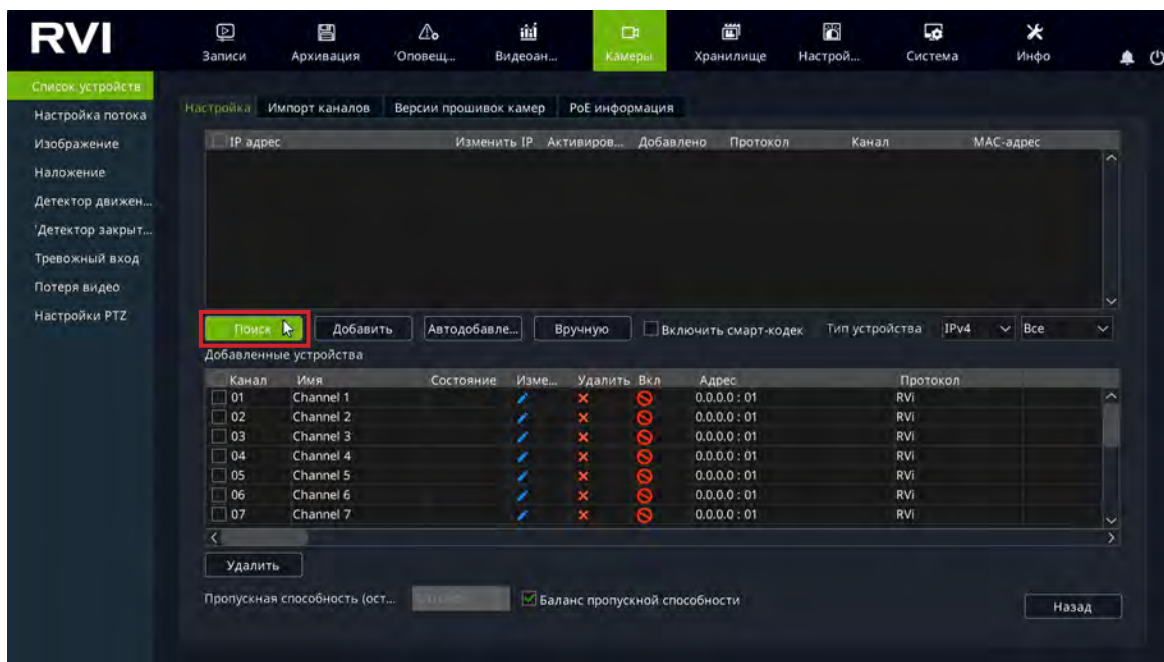 RVI
Записи Архивация 'Оповещ... Видеоан... Камеры Хранилище Настрой... Система Инфо
Список устройств
Настройка потока
Изображение
Наложение
Детектор движен...
'Детектор закрыт...
Тревожный вход
Потеря видео
Настройки PTZ
Настройка Импорт каналов Версии прошивок камер PoE информация
IP адрес Изменить IP Активиров... Добавлено Протокол Канал MAC-адрес
Поиск Добавить Автодобавле... Вручную Включить смарт-кодек Тип устройства IPv4 Все
Добавленные устройства
Канал Имя Состояние Изме... Удалить Вкл Адрес Протокол
01 Channel 1 0.0.0.0 : 01 RVi
02 Channel 2 0.0.0.0 : 01 RVi
03 Channel 3 0.0.0.0 : 01 RVi
04 Channel 4 0.0.0.0 : 01 RVi
05 Channel 5 0.0.0.0 : 01 RVi
06 Channel 6 0.0.0.0 : 01 RVi
07 Channel 7 0.0.0.0 : 01 RVi
Удалить
Пропускная способность (ост... Баланс пропускной способности
Назад